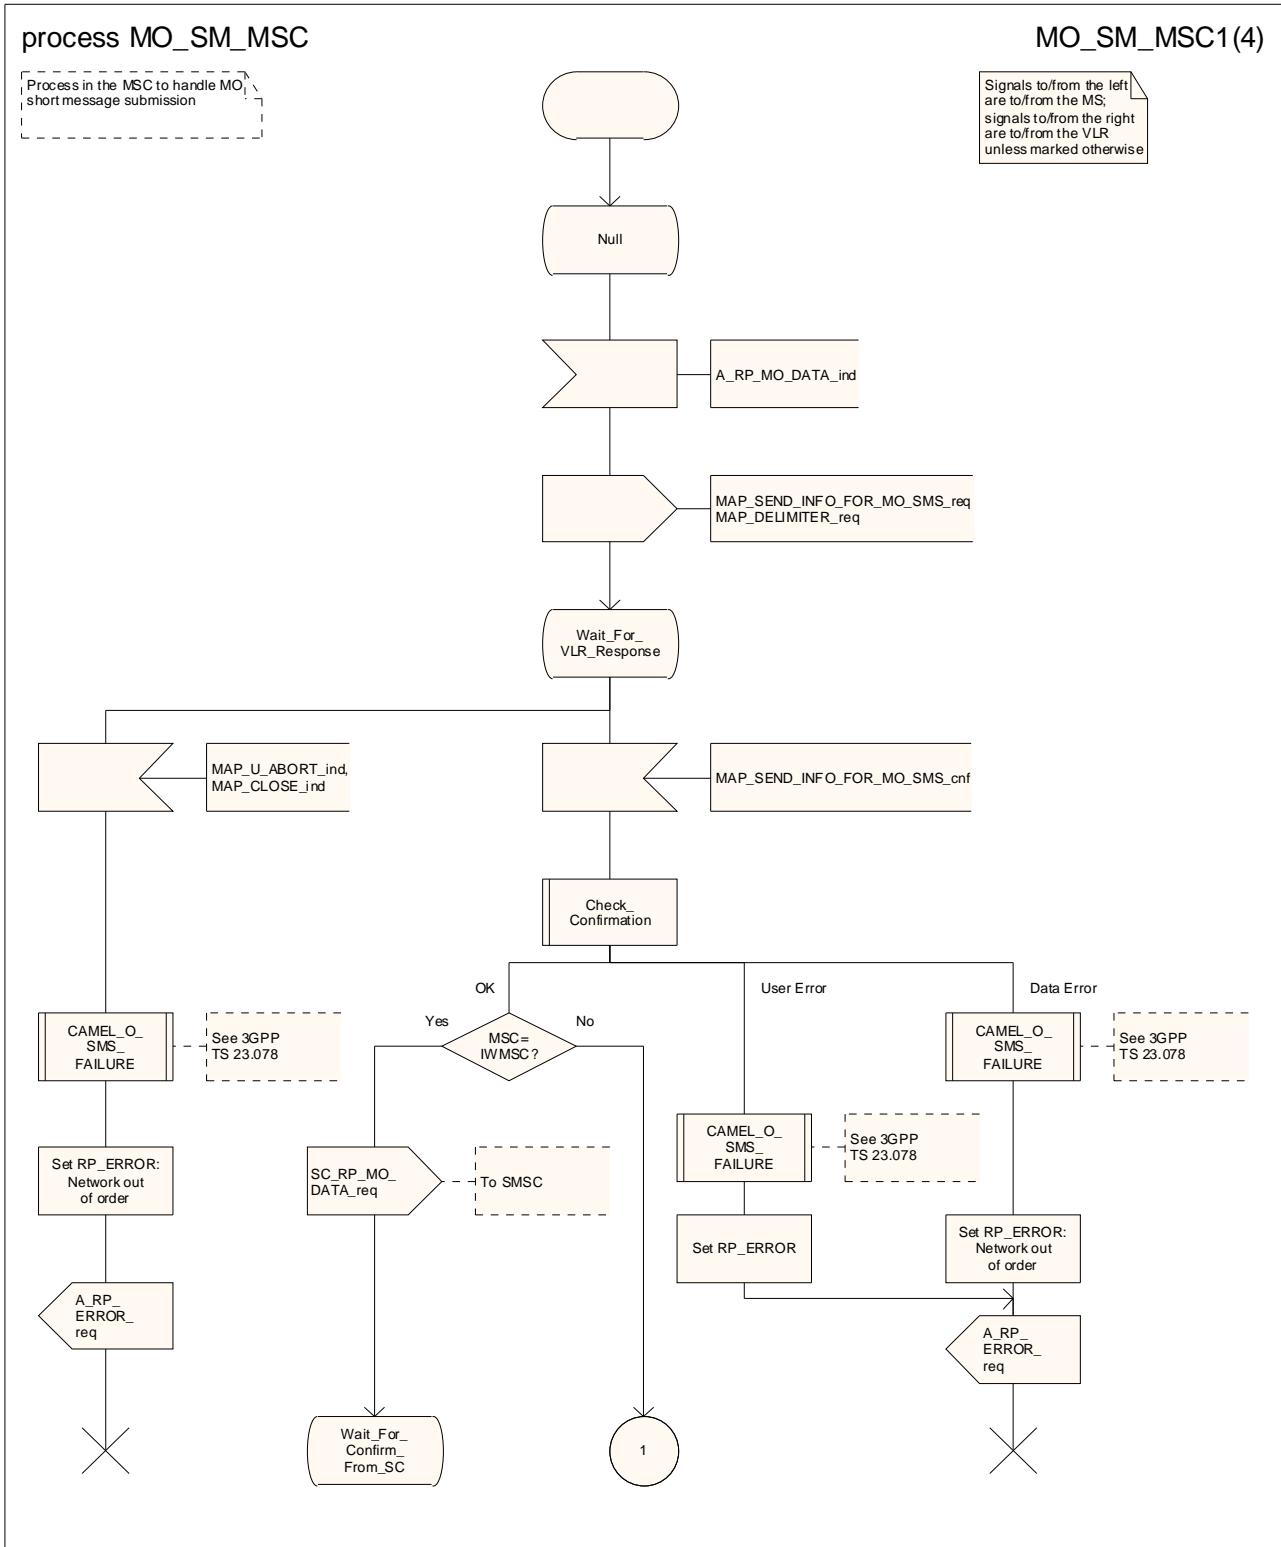 process MO_SM_MSC
MO_SM_MSC1(4)
Process in the MSC to handle MO
short message submission
Signals to/from the left
are to/from the MS;
signals to/from the right
are to/from the VLR
unless marked otherwise
Null
A_RP_MO_DATA_ind
MAP_SEND_INFO_FOR_MO_SMS_req
MAP_DELIMITER_req
Wait_For_
VLR_Response
MAP_U_ABORT_ind,
MAP_CLOSE_ind
MAP_SEND_INFO_FOR_MO_SMS_cnf
Check_
Confirmation
OK
User Error
Data Error
Yes
No
MSC=
IWMSC?
CAMEL_O_
SMS_
FAILURE
See 3GPP
TS 23.078
CAMEL_O_
SMS_
FAILURE
See 3GPP
TS 23.078
CAMEL_O_
SMS_
FAILURE
See 3GPP
TS 23.078
Set RP_ERROR:
Network out
of order
SC_RP_MO_
DATA_req
To SMSC
Set RP_ERROR
Set RP_ERROR:
Network out
of order
A_RP_
ERROR_
req
A_RP_
ERROR_
req
Wait_For_
Confirm_
From_SC
1